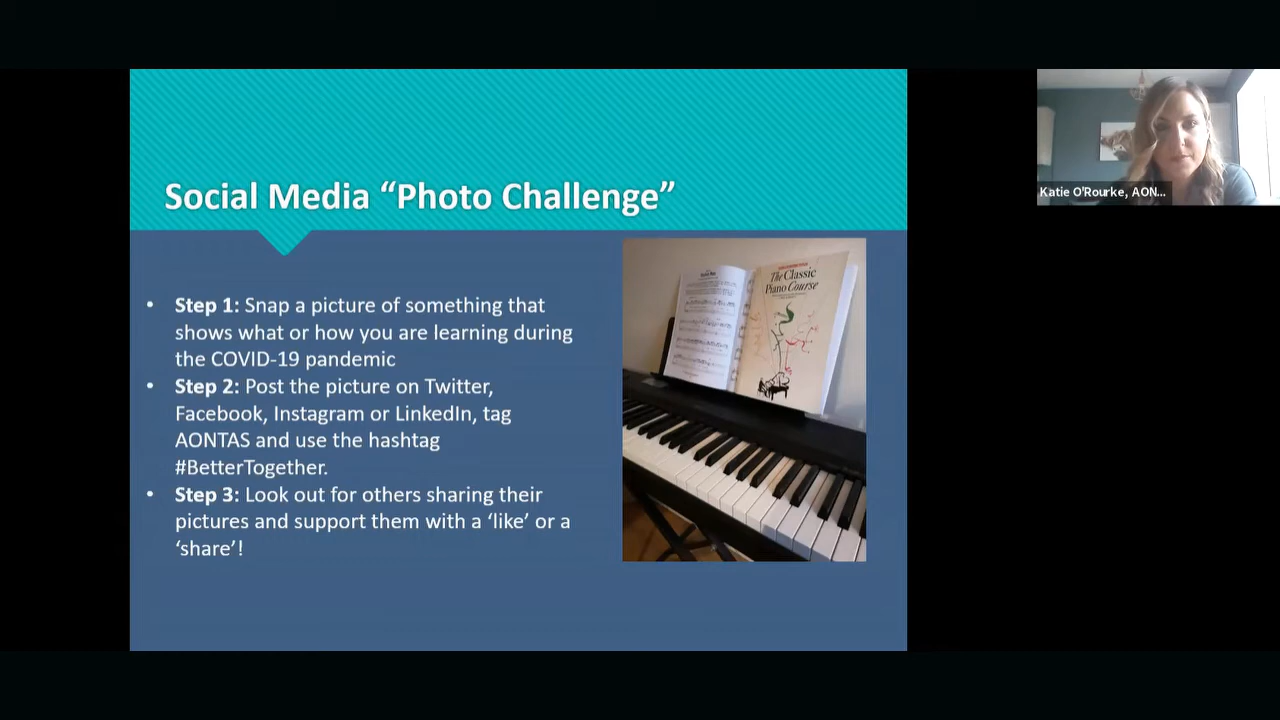 Social Media “Photo Challenge”
• Step 1: Snap a picture of something that
shows what or how you are learning during
the COVID-19 pandemic
• Step 2: Post the picture on Twitter,
Facebook, Instagram or LinkedIn, tag
AONTAS and use the hashtag
#BetterTogether.
• Step 3: Look out for others sharing their
pictures and support them with a ‘like’ or a
‘share’!
The Classic
Piano Course
Katie O'Rourke, AON...